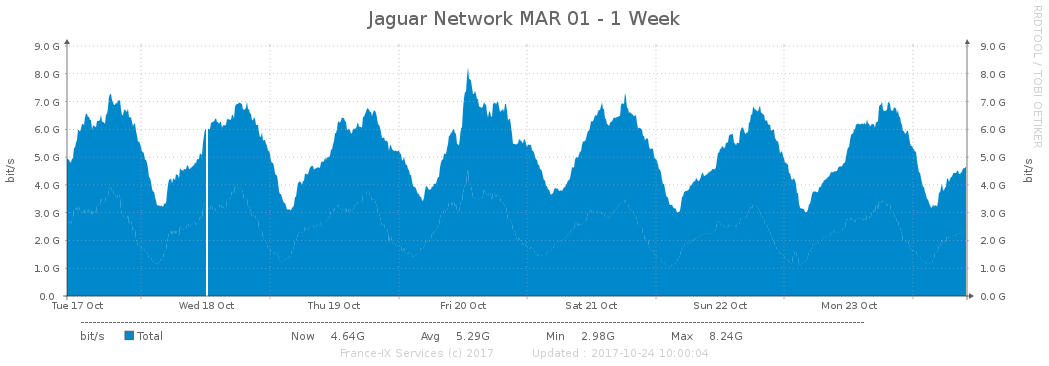 Jaguar Network MAR 01 - 1 Week
RRDTOOL / TOBI OETIKER
bit/s
9.0 G 9.0 G
8.0 G 8.0 G
7.0 G 7.0 G
6.0 G 6.0 G
5.0 G 5.0 G
4.0 G 4.0 G
3.0 G 3.0 G
2.0 G 2.0 G
1.0 G 1.0 G
0.0 0.0 G
bit/s
Tue 17 Oct Wed 18 Oct Thu 19 Oct Fri 20 Oct Sat 21 Oct Sun 22 Oct Mon 23 Oct
bit/s Total Now 4.64G Avg 5.29G Min 2.98G Max 8.24G
France-IX Services (c) 2017 Updated : 2017-10-24 10:00:04